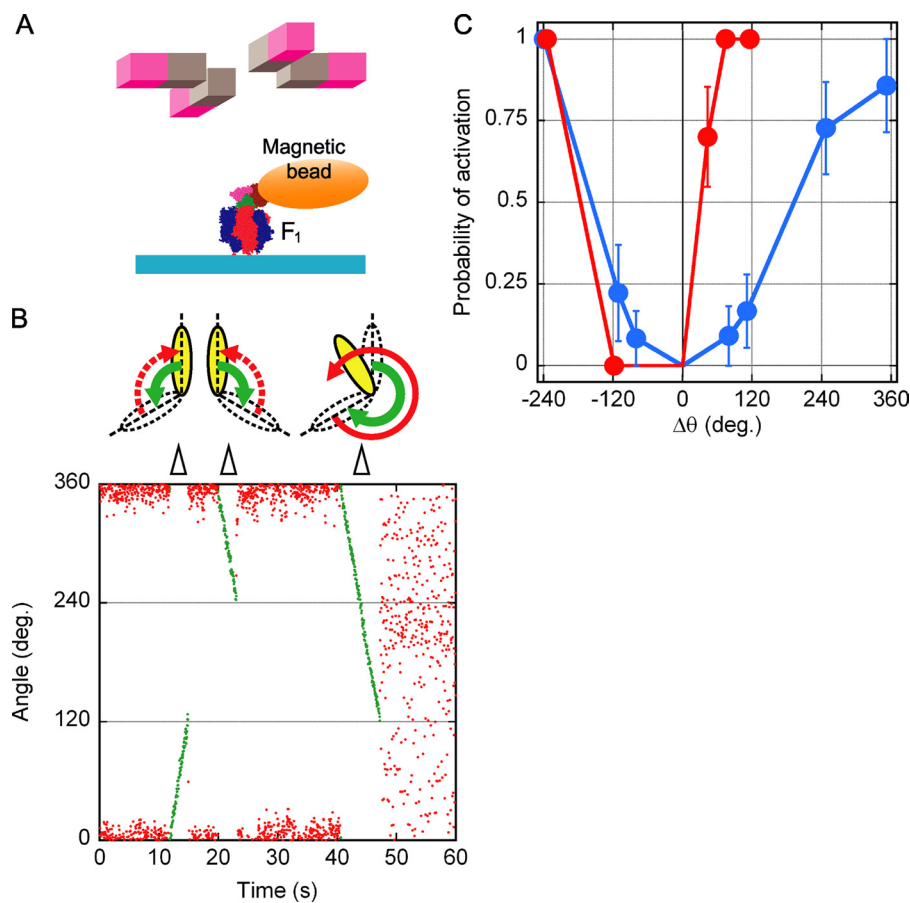 A
Magnetic
bead
F₁
B
360
240
120
0
Angle (deg.)
0 10 20 30 40 50 60
Time (s)
C
1
0.75
0.5
0.25
0
Probability of activation
-240 -120 0 120 240 360
Δθ (deg.)